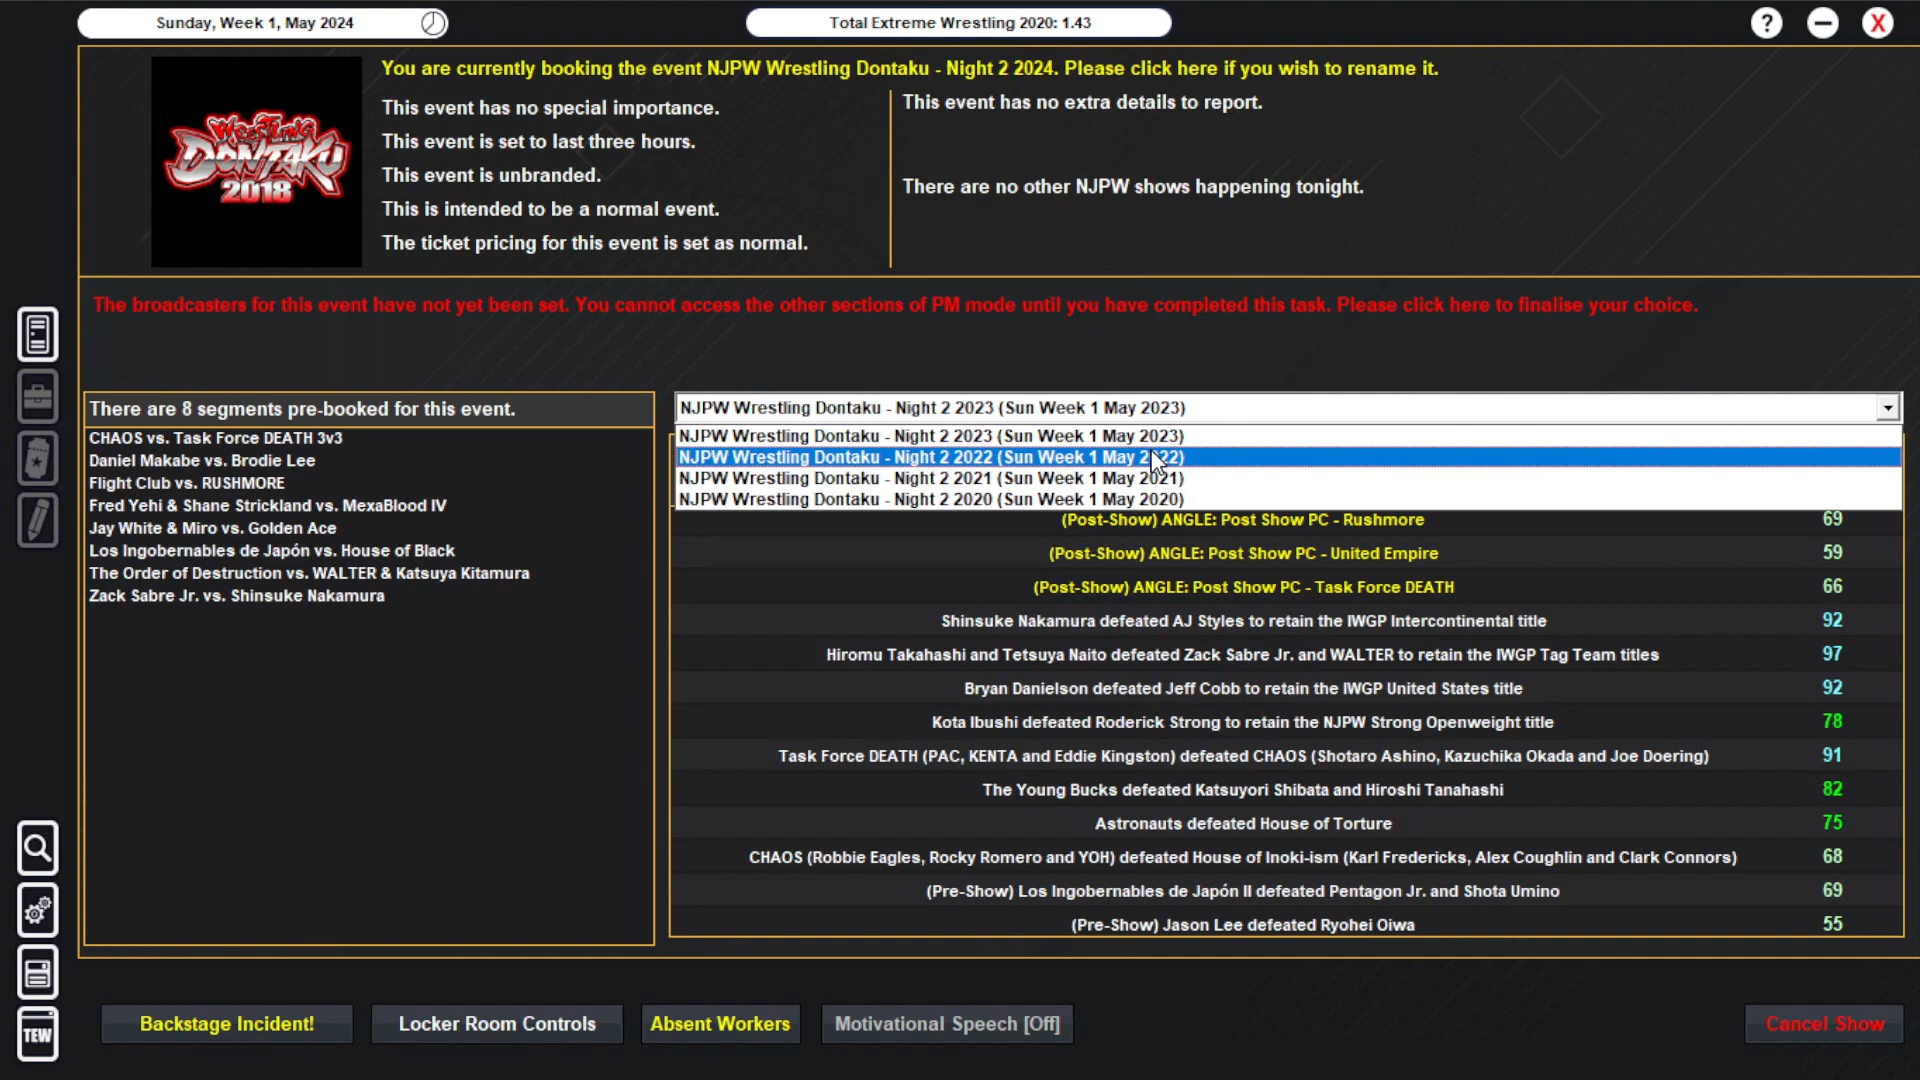 Sunday, Week 1, May 2024
Total Extreme Wrestling 2020: 1.43
?
X
WRESTLING
DONTAKU
2018
You are currently booking the event NJPW Wrestling Dontaku - Night 2 2024. Please click here if you wish to rename it.
This event has no special importance.
This event is set to last three hours.
This event is unbranded.
This is intended to be a normal event.
The ticket pricing for this event is set as normal.
This event has no extra details to report.
There are no other NJPW shows happening tonight.
The broadcasters for this event have not yet been set. You cannot access the other sections of PM mode until you have completed this task. Please click here to finalise your choice.
There are 8 segments pre-booked for this event.
CHAOS vs. Task Force DEATH 3v3
Daniel Makabe vs. Brodie Lee
Flight Club vs. RUSHMORE
Fred Yehi & Shane Strickland vs. MexaBlood IV
Jay White & Miro vs. Golden Ace
Los Ingobernables de Japón vs. House of Black
The Order of Destruction vs. WALTER & Katsuya Kitamura
Zack Sabre Jr. vs. Shinsuke Nakamura
NJPW Wrestling Dontaku - Night 2 2023 (Sun Week 1 May 2023)
NJPW Wrestling Dontaku - Night 2 2023 (Sun Week 1 May 2023)
NJPW Wrestling Dontaku - Night 2 2022 (Sun Week 1 May 2022)
NJPW Wrestling Dontaku - Night 2 2021 (Sun Week 1 May 2021)
NJPW Wrestling Dontaku - Night 2 2020 (Sun Week 1 May 2020)
(Post-Show) ANGLE: Post Show PC - Rushmore 69
(Post-Show) ANGLE: Post Show PC - United Empire 59
(Post-Show) ANGLE: Post Show PC - Task Force DEATH 66
Shinsuke Nakamura defeated AJ Styles to retain the IWGP Intercontinental title 92
Hiromu Takahashi and Tetsuya Naito defeated Zack Sabre Jr. and WALTER to retain the IWGP Tag Team titles 97
Bryan Danielson defeated Jeff Cobb to retain the IWGP United States title 92
Kota Ibushi defeated Roderick Strong to retain the NJPW Strong Openweight title 78
Task Force DEATH (PAC, KENTA and Eddie Kingston) defeated CHAOS (Shotaro Ashino, Kazuchika Okada and Joe Doering) 91
The Young Bucks defeated Katsuyori Shibata and Hiroshi Tanahashi 82
Astronauts defeated House of Torture 75
CHAOS (Robbie Eagles, Rocky Romero and YOH) defeated House of Inoki-ism (Karl Fredericks, Alex Coughlin and Clark Connors) 68
(Pre-Show) Los Ingobernables de Japón II defeated Pentagon Jr. and Shota Umino 69
(Pre-Show) Jason Lee defeated Ryohei Oiwa 55
TEW
Backstage Incident!
Locker Room Controls
Absent Workers
Motivational Speech [Off]
Cancel Show